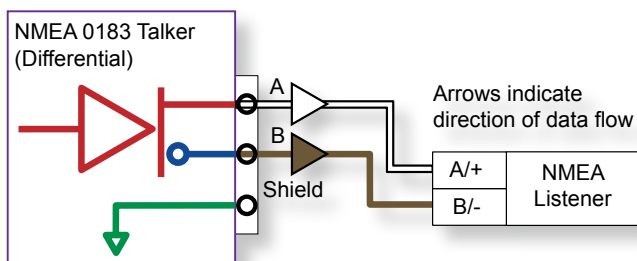 NMEA 0183 Talker
(Differential)
A
B
Shield
Arrows indicate
direction of data flow
A/+
B/-
NMEA
Listener